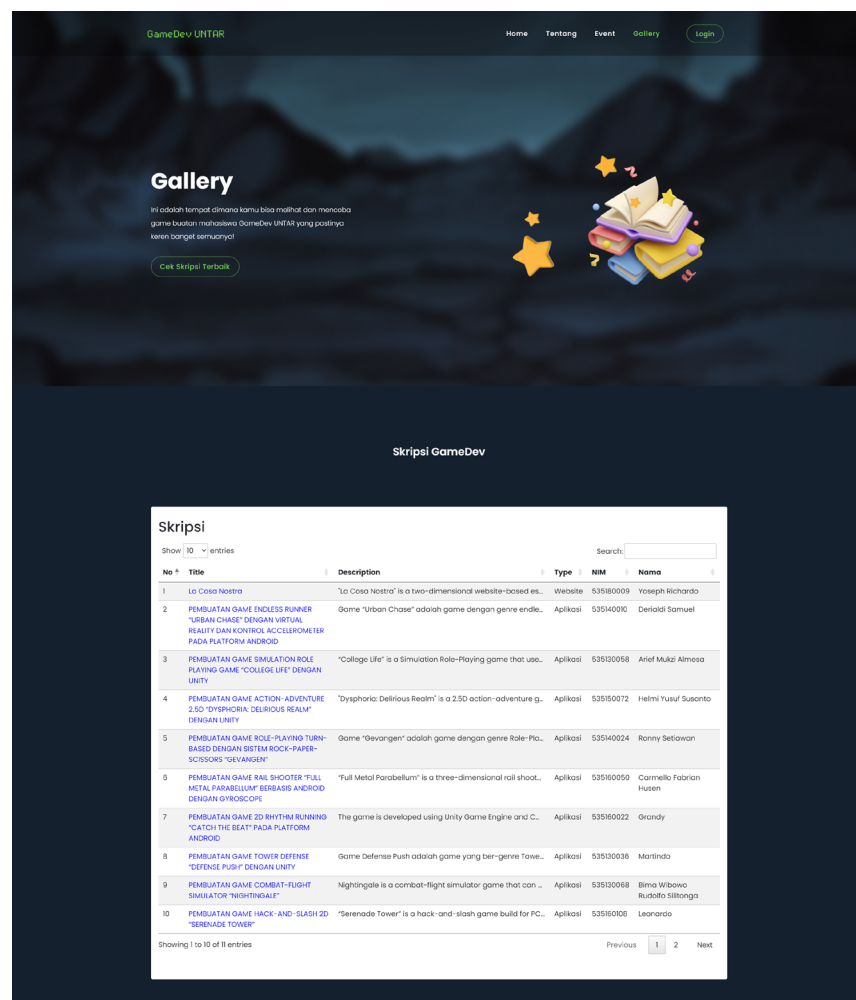 GameDev UNTAR
Home Tentang Event Gallery Login
Gallery
Ini adalah tempat dimana kamu bisa melihat dan mencoba
game buatan mahasiswa GameDev UNTAR yang pastinya
keren banget semuanya!
Cek Skripsi Terbaik
Skripsi GameDev
Skripsi
Show 10 entries Search:
No Title Description Type NIM Nama
1 La Cosa Nostra "La Cosa Nostra" is a two-dimensional website-based es... Website 535180009 Yoseph Richardo
2 PEMBUATAN GAME ENDLESS RUNNER Game "Urban Chase" adalah game dengan genre endle... Aplikasi 535140010 Derialdi Samuel
"URBAN CHASE" DENGAN VIRTUAL
REALITY DAN KONTROL ACCELEROMETER
PADA PLATFORM ANDROID
3 PEMBUATAN GAME SIMULATION ROLE "College Life" is a Simulation Role-Playing game that use... Aplikasi 535130058 Arief Mukzi Almesa
PLAYING GAME "COLLEGE LIFE" DENGAN
UNITY
4 PEMBUATAN GAME ACTION-ADVENTURE "Dysphoria: Delirious Realm" is a 2.5D action-adventure g... Aplikasi 535150072 Helmi Yusuf Susanto
2.5D "DYSPHORIA: DELIRIOUS REALM"
DENGAN UNITY
5 PEMBUATAN GAME ROLE-PLAYING TURN- Game "Gevangen" adalah game dengan genre Role-Pla... Aplikasi 535140024 Ronny Setiawan
BASED DENGAN SISTEM ROCK-PAPER-
SCISSORS "GEVANGEN"
6 PEMBUATAN GAME RAIL SHOOTER "FULL "Full Metal Parabellum" is a three-dimensional rail shoot... Aplikasi 535160050 Carmello Fabrian
METAL PARABELLUM" BERBASIS ANDROID Husen
DENGAN GYROSCOPE
7 PEMBUATAN GAME 2D RHYTHM RUNNING The game is developed using Unity Game Engine and C... Aplikasi 535160022 Grandy
"CATCH THE BEAT" PADA PLATFORM
ANDROID
8 PEMBUATAN GAME TOWER DEFENSE Game Defense Push adalah game yang ber-genre Towe... Aplikasi 535130036 Martindo
"DEFENSE PUSH" DENGAN UNITY
9 PEMBUATAN GAME COMBAT-FLIGHT Nightingale is a combat-flight simulator game that can ... Aplikasi 535130068 Bima Wibowo
SIMULATOR "NIGHTINGALE" Rudolfo Silitonga
10 PEMBUATAN GAME HACK-AND-SLASH 2D "Serenade Tower" is a hack-and-slash game build for PC... Aplikasi 535160108 Leonardo
"SERENADE TOWER"
Showing 1 to 10 of 11 entries Previous 1 2 Next